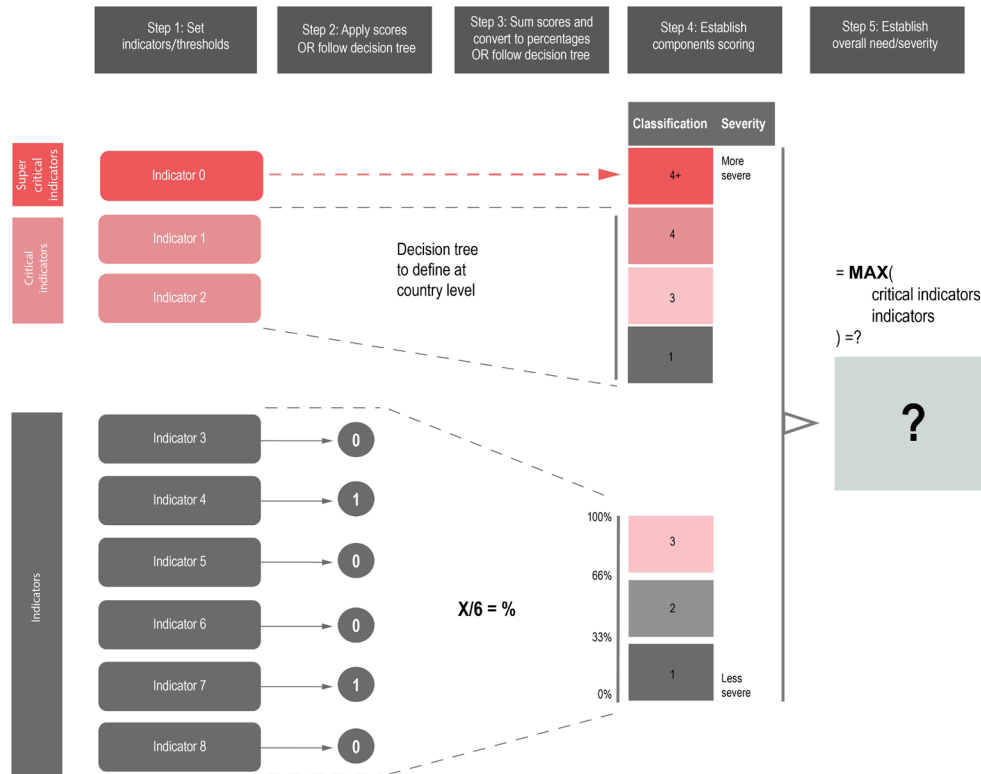 Step 1: Set
indicators/thresholds
Step 2: Apply scores
OR follow decision tree
Step 3: Sum scores and
convert to percentages
OR follow decision tree
Step 4: Establish
components scoring
Step 5: Establish
overall need/severity
Classification Severity
Super
critical
indicators
Indicator 0
4+
More
severe
Critical
indicators
Indicator 1
Indicator 2
Decision tree
to define at
country level
4
3
1
= MAX(
critical indicators
indicators
) =?
?
Indicators
Indicator 3
0
Indicator 4
1
Indicator 5
0
Indicator 6
0
Indicator 7
1
Indicator 8
0
X/6 = %
100%
3
66%
2
33%
1
0%
Less
severe